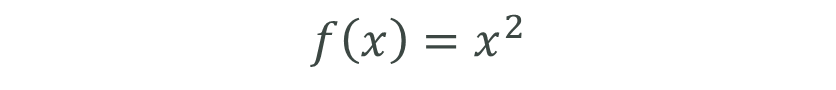 f(x) = x²